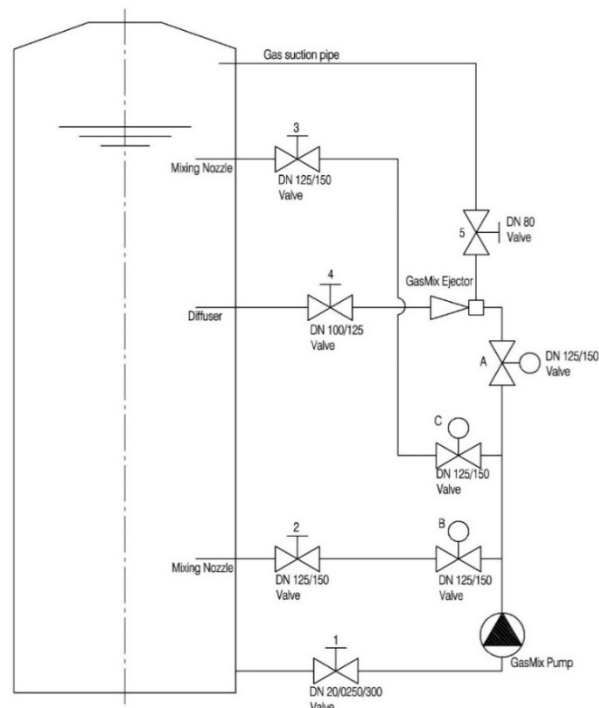 Gas suction pipe
3
Mixing Nozzle
DN 125/150
Valve
5
DN 80
Valve
4
GasMix Ejector
Diffuser
DN 100/125
Valve
A
DN 125/150
Valve
C
DN 125/150
Valve
2
B
Mixing Nozzle
DN 125/150
Valve
DN 125/150
Valve
1
GasMix Pump
DN 20/0250/300
Valve